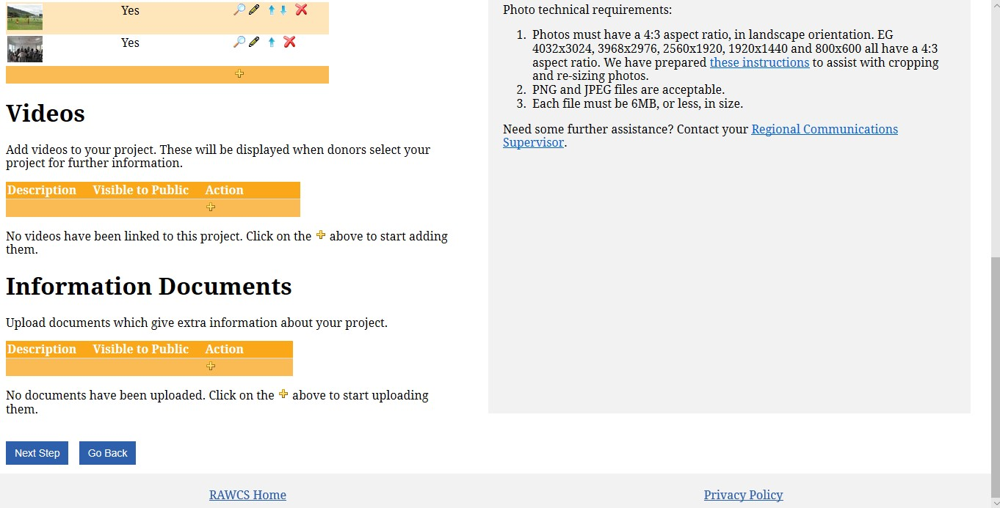 Yes
Yes
Videos
Add videos to your project. These will be displayed when donors select your
project for further information.
Description Visible to Public Action
No videos have been linked to this project. Click on the above to start adding
them.
Information Documents
Upload documents which give extra information about your project.
Description Visible to Public Action
No documents have been uploaded. Click on the above to start uploading
them.
Next Step Go Back
Photo technical requirements:
1. Photos must have a 4:3 aspect ratio, in landscape orientation. EG
4032x3024, 3968x2976, 2560x1920, 1920x1440 and 800x600 all have a 4:3
aspect ratio. We have prepared these instructions to assist with cropping
and re-sizing photos.
2. PNG and JPEG files are acceptable.
3. Each file must be 6MB, or less, in size.
Need some further assistance? Contact your Regional Communications
Supervisor.
RAWCS Home Privacy Policy